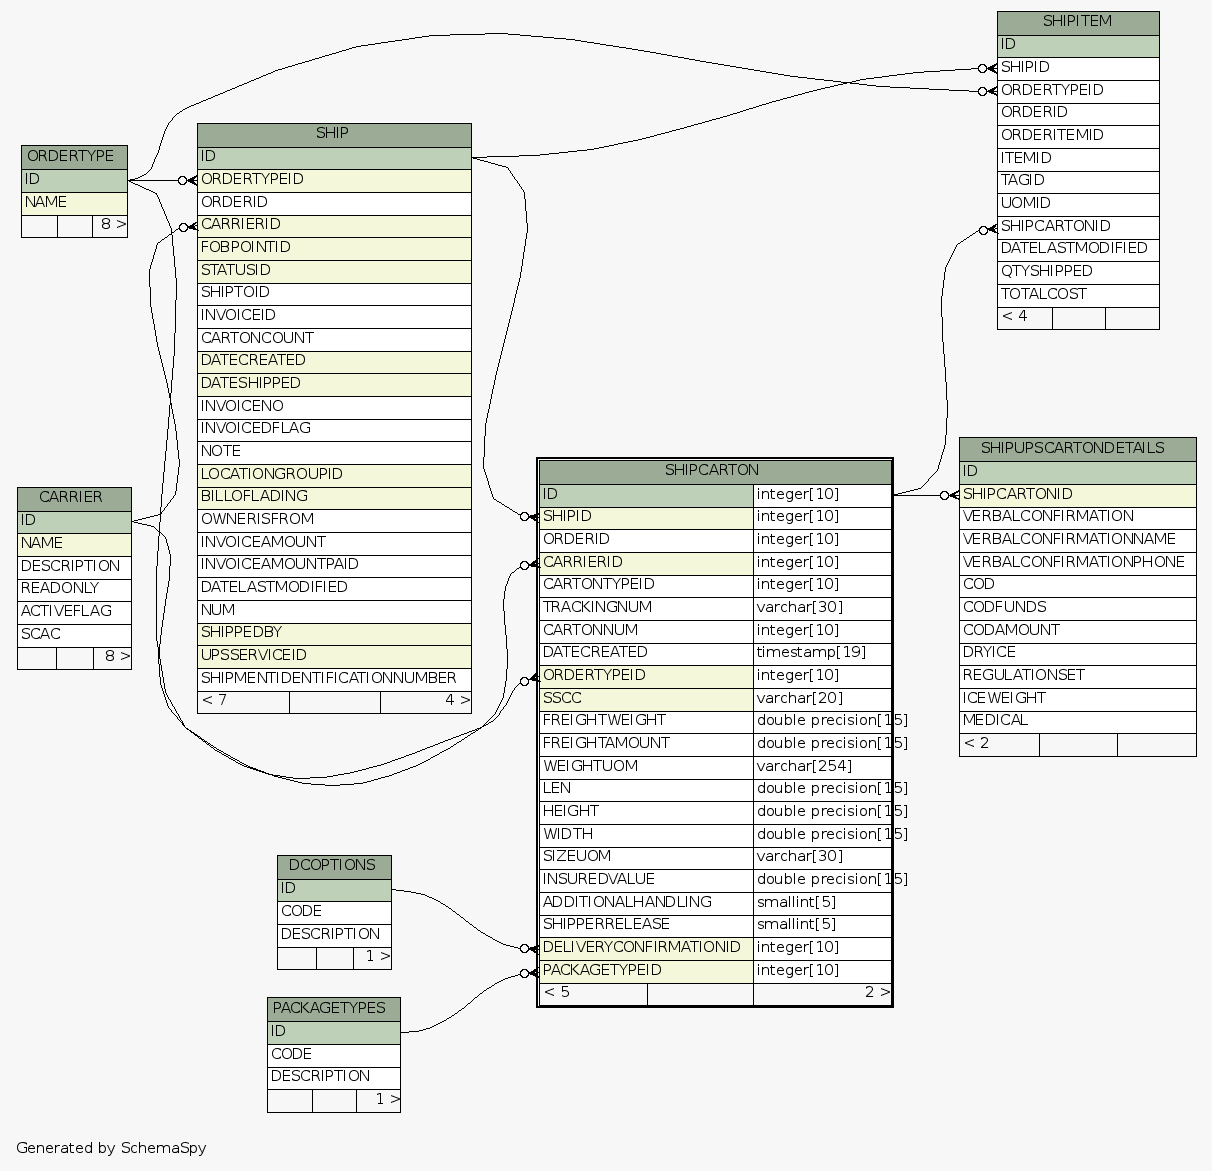 SHIPITEM
ID
SHIPID
ORDERTYPEID
ORDERID
ORDERITEMID
ITEMID
TAGID
UOMID
SHIPCARTONID
DATELASTMODIFIED
QTYSHIPPED
TOTALCOST
< 4
ORDERTYPE
ID
NAME
8 >
SHIP
ID
ORDERTYPEID
ORDERID
CARRIERID
FOBPOINTID
STATUSID
SHIPTOID
INVOICEID
CARTONCOUNT
DATECREATED
DATESHIPPED
INVOICENO
INVOICEDFLAG
NOTE
LOCATIONGROUPID
BILLOFLADING
OWNERISFROM
INVOICEAMOUNT
INVOICEAMOUNTPAID
DATELASTMODIFIED
NUM
SHIPPEDBY
UPSSERVICEID
SHIPMENTIDENTIFICATIONNUMBER
< 7 4 >
CARRIER
ID
NAME
DESCRIPTION
READONLY
ACTIVEFLAG
SCAC
8 >
SHIPCARTON
ID integer[10]
SHIPID integer[10]
ORDERID integer[10]
CARRIERID integer[10]
CARTONTYPEID integer[10]
TRACKINGNUM varchar[30]
CARTONNUM integer[10]
DATECREATED timestamp[19]
ORDERTYPEID integer[10]
SSCC varchar[20]
FREIGHTWEIGHT double precision[15]
FREIGHTAMOUNT double precision[15]
WEIGHTUOM varchar[254]
LEN double precision[15]
HEIGHT double precision[15]
WIDTH double precision[15]
SIZEUOM varchar[30]
INSUREDVALUE double precision[15]
ADDITIONALHANDLING smallint[5]
SHIPPERRELEASE smallint[5]
DELIVERYCONFIRMATIONID integer[10]
PACKAGETYPEID integer[10]
< 5 2 >
SHIPUPSCARTONDETAILS
ID
SHIPCARTONID
VERBALCONFIRMATION
VERBALCONFIRMATIONNAME
VERBALCONFIRMATIONPHONE
COD
CODFUNDS
CODAMOUNT
DRYICE
REGULATIONSET
ICEWEIGHT
MEDICAL
< 2
DCOPTIONS
ID
CODE
DESCRIPTION
1 >
PACKAGETYPES
ID
CODE
DESCRIPTION
1 >
Generated by SchemaSpy